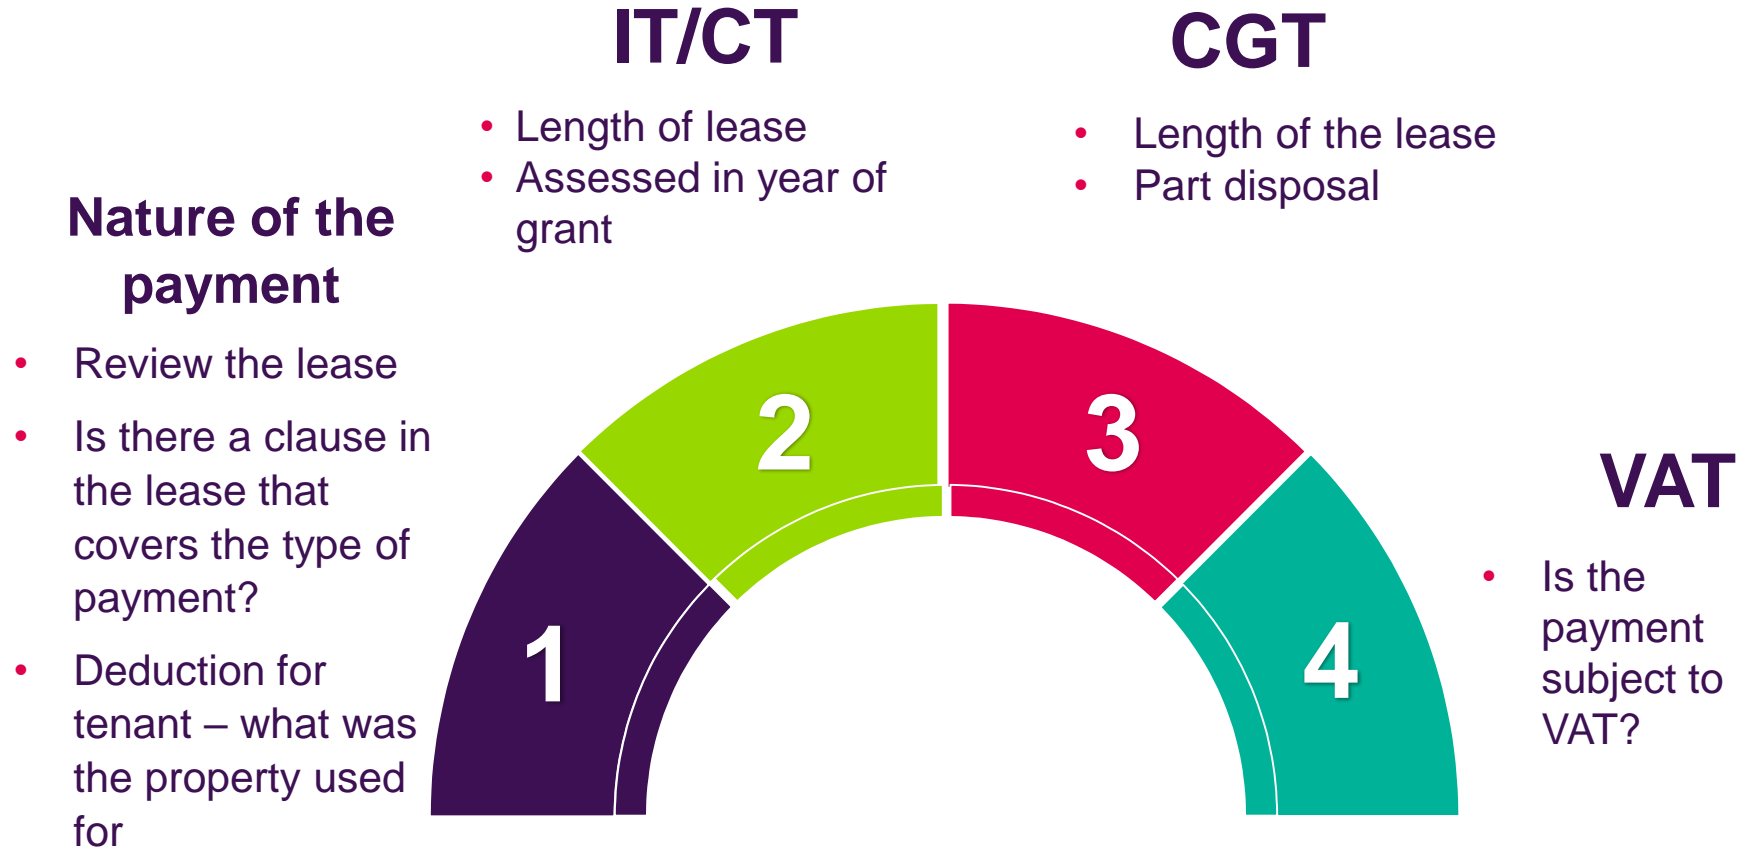 Nature of the
payment
• Review the lease
• Is there a clause in
the lease that
covers the type of
payment?
• Deduction for
tenant – what was
the property used
for
1
IT/CT
• Length of lease
• Assessed in year of
grant
2
CGT
• Length of the lease
• Part disposal
3
VAT
• Is the
payment
subject to
VAT?
4